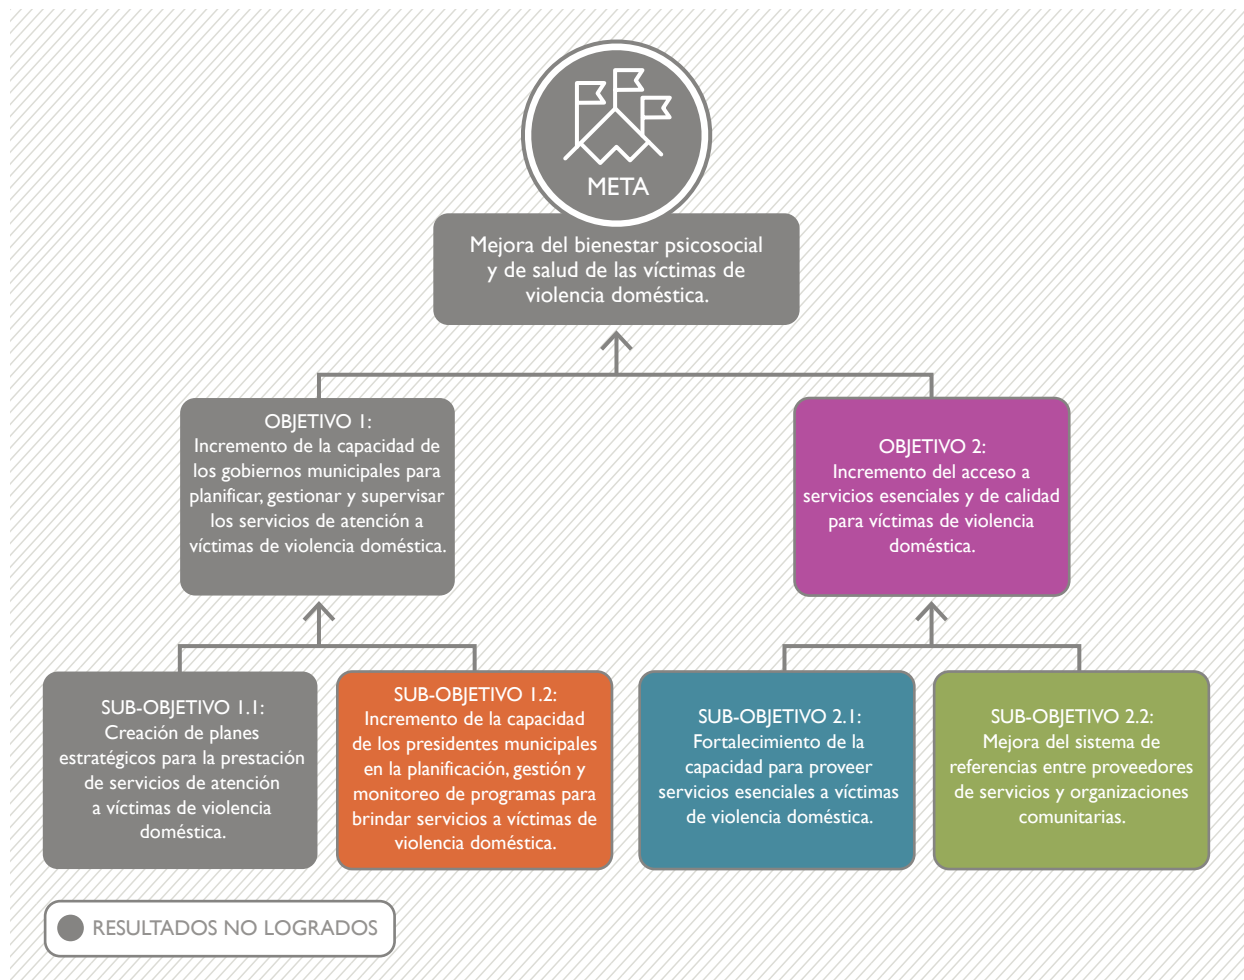 META
Mejora del bienestar psicosocial
y de salud de las víctimas de
violencia doméstica.
OBJETIVO 1:
Incremento de la capacidad de
los gobiernos municipales para
planificar, gestionar y supervisar
los servicios de atención a
víctimas de violencia doméstica.
OBJETIVO 2:
Incremento del acceso a
servicios esenciales y de calidad
para víctimas de violencia
doméstica.
SUB-OBJETIVO 1.1:
Creación de planes
estratégicos para la prestación
de servicios de atención
a víctimas de violencia
doméstica.
SUB-OBJETIVO 1.2:
Incremento de la capacidad
de los presidentes municipales
en la planificación, gestión y
monitoreo de programas para
brindar servicios a víctimas de
violencia doméstica.
SUB-OBJETIVO 2.1:
Fortalecimiento de la
capacidad para proveer
servicios esenciales a víctimas
de violencia doméstica.
SUB-OBJETIVO 2.2:
Mejora del sistema de
referencias entre proveedores
de servicios y organizaciones
comunitarias.
RESULTADOS NO LOGRADOS